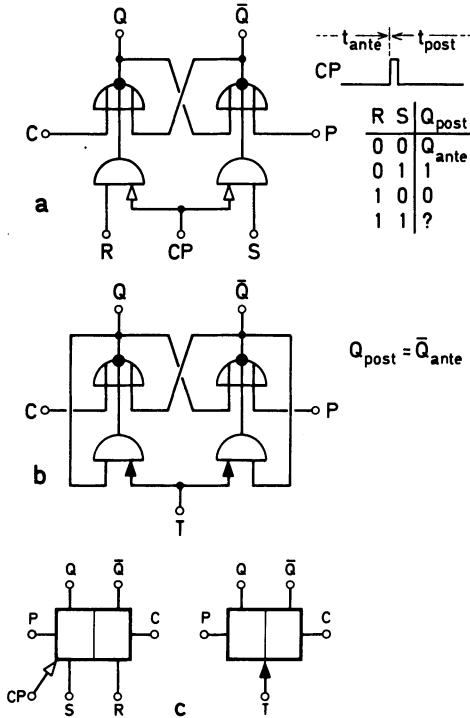 Q Q̄
t_ante t_post
CP
C P
R S Q_post
0 0 Q_ante
0 1 1
1 0 0
1 1 ?
a
R CP S
Q Q̄
Q_post = Q̄_ante
C P
b
T
Q Q̄ Q Q̄
P C P C
CP S R c T